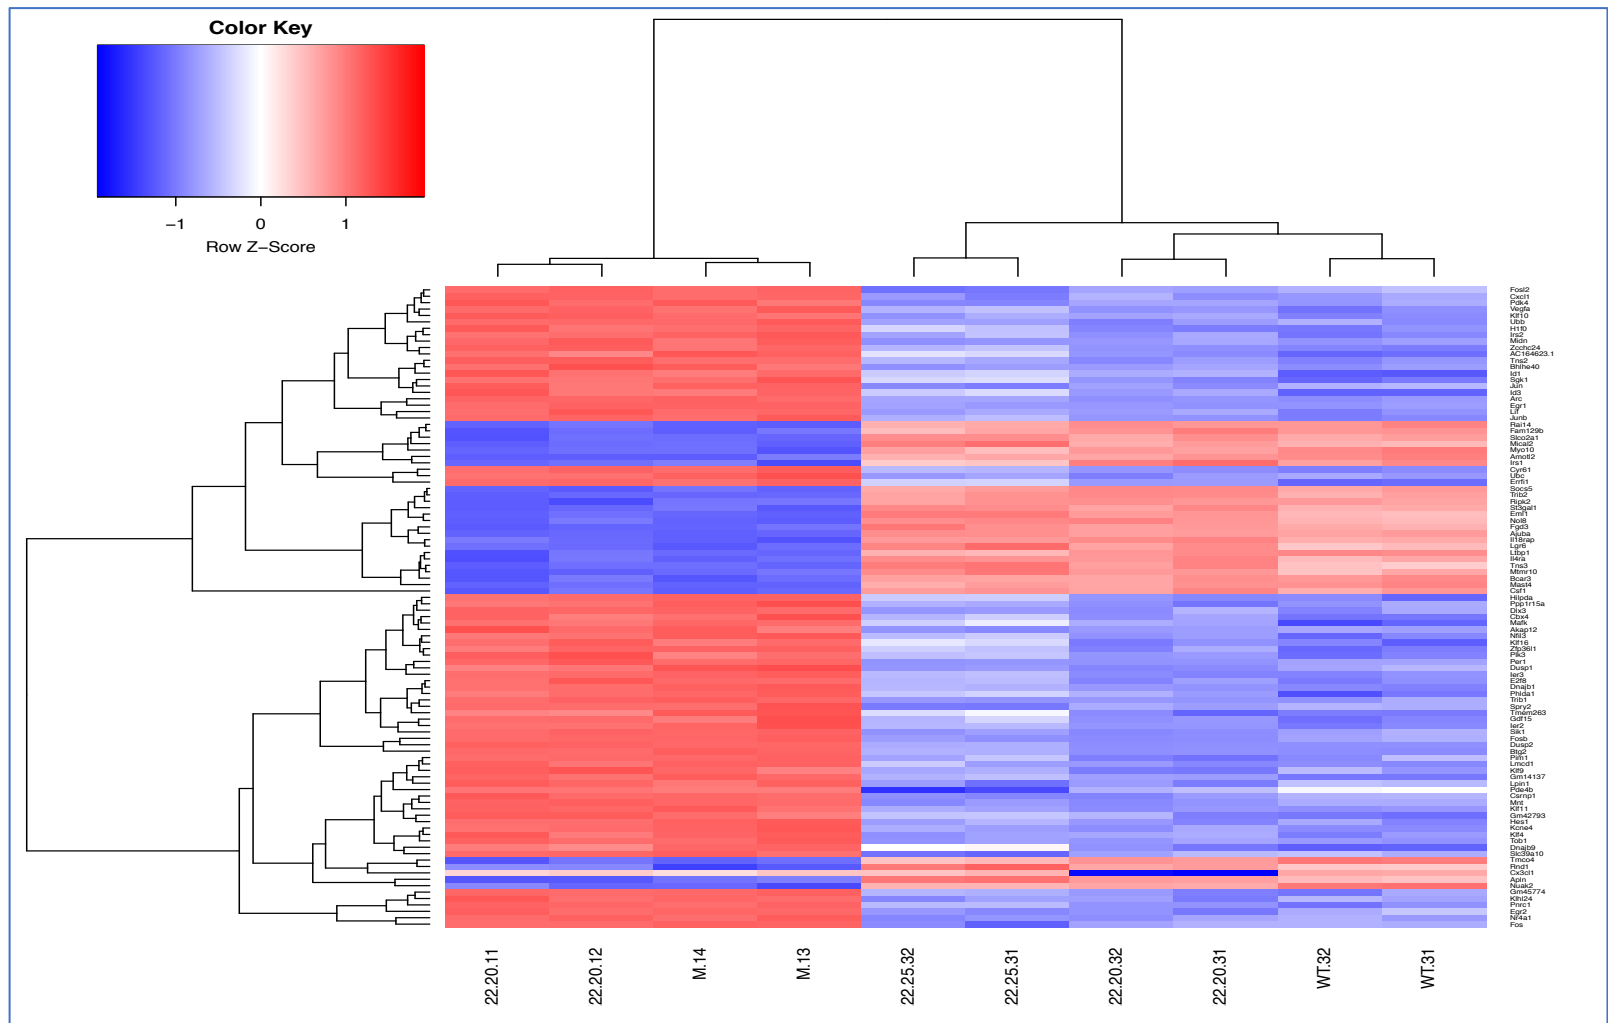 Color Key
−1 0 1
Row Z−Score
Fosl2
Cxcl1
Pdk4
Vegfa
Klf10
Ubb
H1f0
Irs2
Midn
Zcchc24
AC164623.1
Tns2
Bhlhe40
Id1
Sgk1
Jun
Id3
Arc
Egr1
Lif
Junb
Rai14
Fam129b
Slco2a1
Mical2
Myo10
Amotl2
Irs1
Cyr61
Ubc
Errfi1
Socs5
Trib2
Ripk2
St3gal1
Eml1
Nol8
Fgd3
Ajuba
Il18rap
Lgr6
Ltbp1
Il4ra
Tns3
Mtmr10
Bcar3
Mast4
Csf1
Hilpda
Ppp1r15a
Dlx3
Cbx4
Mafk
Akap12
Nfil3
Klf16
Zfp36l1
Plk3
Per1
Dusp1
Ier3
E2f8
Dnajb1
Phlda1
Trib1
Spry2
Tmem263
Gdf15
Ier2
Sik1
Fosb
Dusp2
Btg2
Pim1
Lmcd1
Klf9
Gm14137
Lpin1
Pde4b
Csrnp1
Mnt
Klf11
Gm42793
Hes1
Kcne4
Klf4
Tob1
Dnajb9
Slc39a10
Tmco4
Rnd1
Cx3cl1
Apln
Nuak2
Gm45774
Klhl24
Pnrc1
Egr2
Nr4a1
Fos
22.20.11
22.20.12
M.14
M.13
22.25.32
22.25.31
22.20.32
22.20.31
WT.32
WT.31